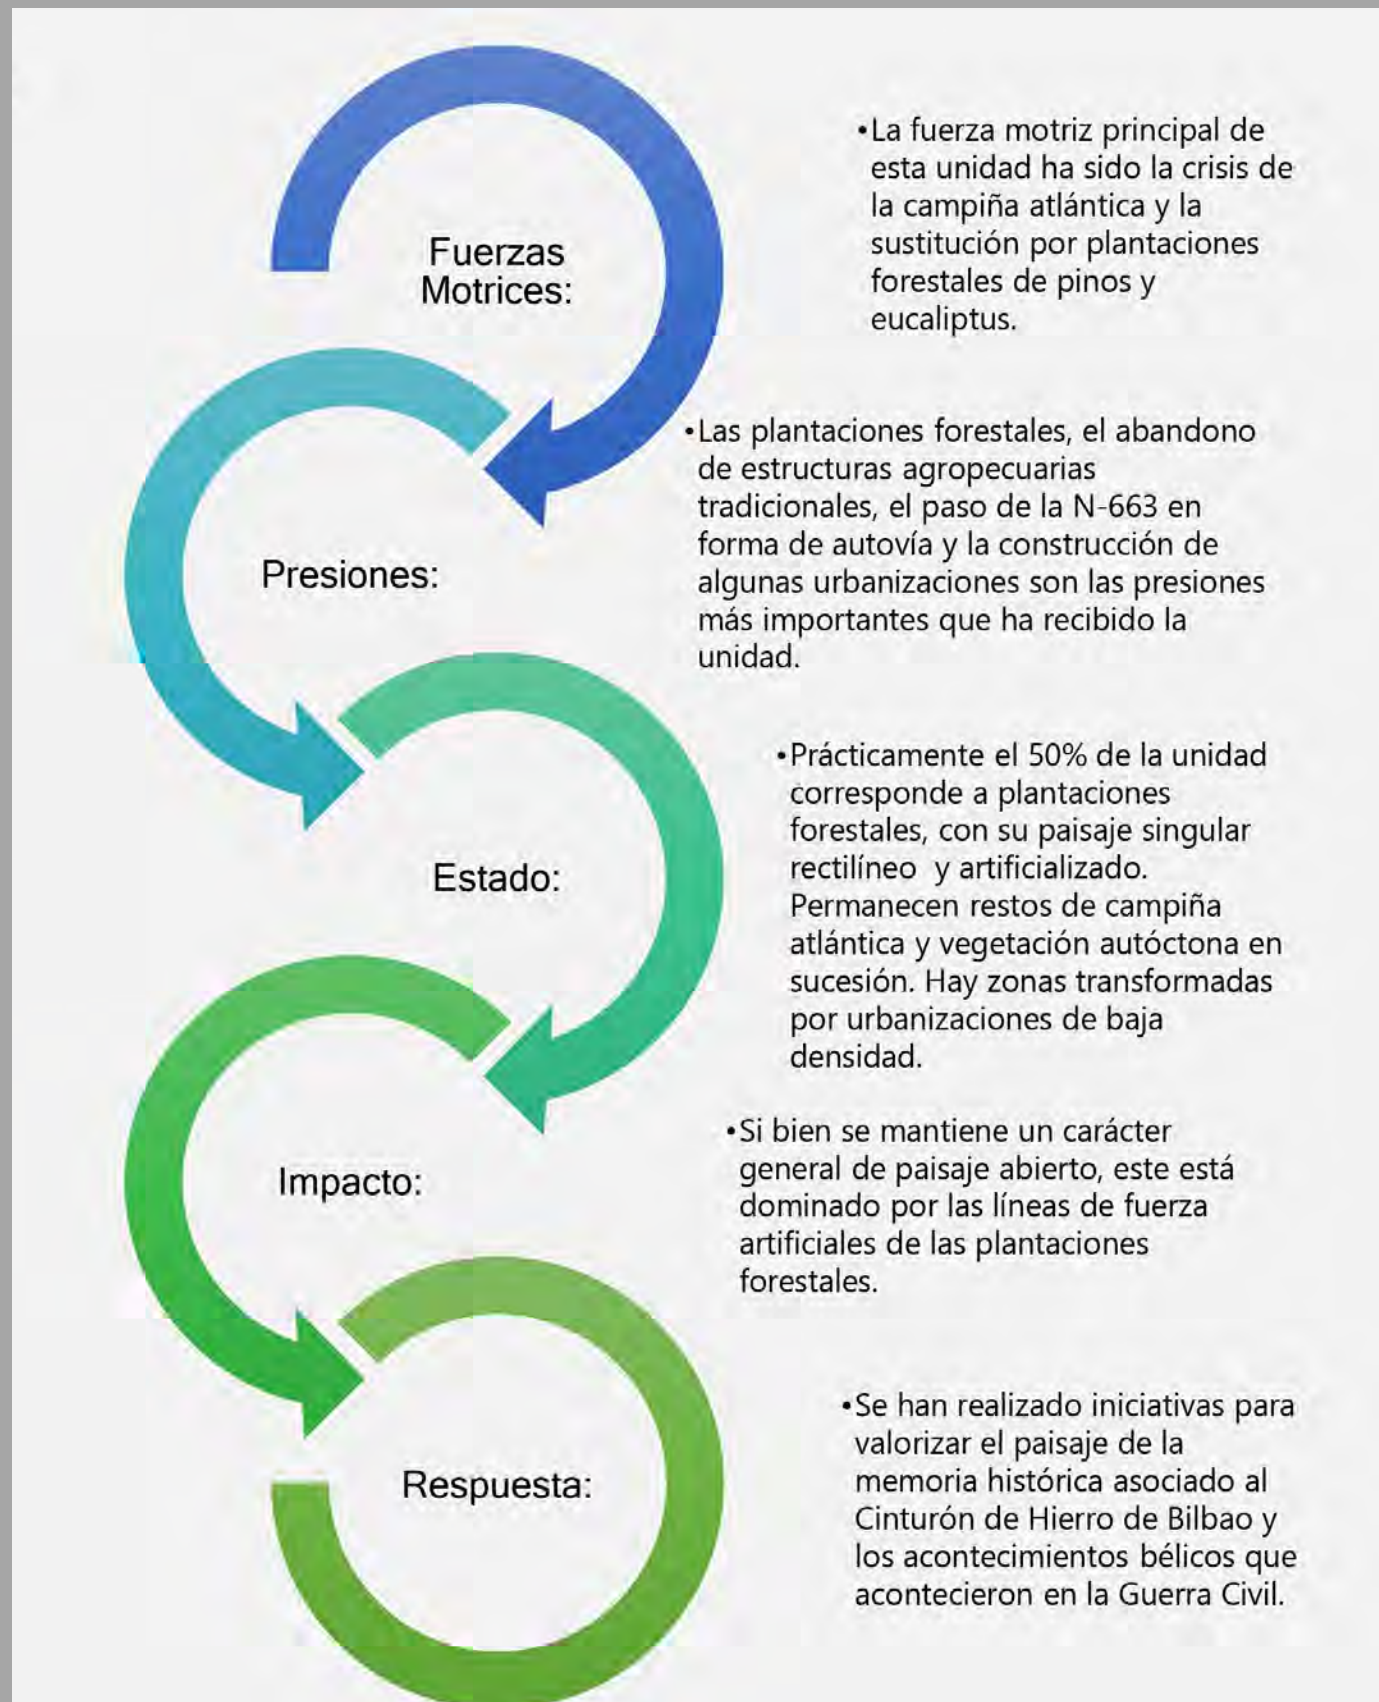 Fuerzas
Motrices:
•La fuerza motriz principal de
esta unidad ha sido la crisis de
la campiña atlántica y la
sustitución por plantaciones
forestales de pinos y
eucaliptus.
Presiones:
•Las plantaciones forestales, el abandono
de estructuras agropecuarias
tradicionales, el paso de la N-663 en
forma de autovía y la construcción de
algunas urbanizaciones son las presiones
más importantes que ha recibido la
unidad.
Estado:
•Prácticamente el 50% de la unidad
corresponde a plantaciones
forestales, con su paisaje singular
rectilíneo y artificializado.
Permanecen restos de campiña
atlántica y vegetación autóctona en
sucesión. Hay zonas transformadas
por urbanizaciones de baja
densidad.
Impacto:
•Si bien se mantiene un carácter
general de paisaje abierto, este está
dominado por las líneas de fuerza
artificiales de las plantaciones
forestales.
Respuesta:
•Se han realizado iniciativas para
valorizar el paisaje de la
memoria histórica asociado al
Cinturón de Hierro de Bilbao y
los acontecimientos bélicos que
acontecieron en la Guerra Civil.